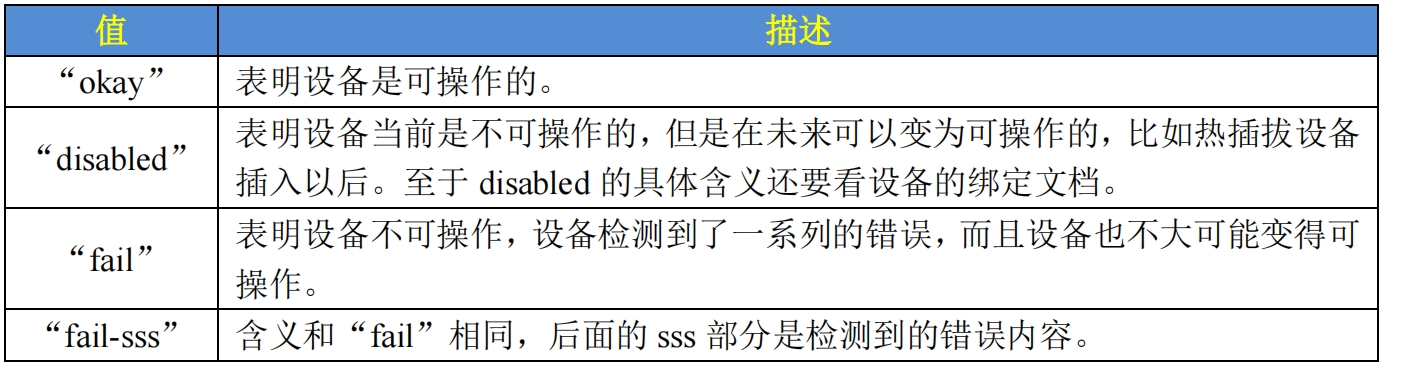 值 描述
“okay” 表明设备是可操作的。
“disabled” 表明设备当前是不可操作的，但是在未来可以变为可操作的，比如热插拔设备
插入以后。至于 disabled 的具体含义还要看设备的绑定文档。
“fail” 表明设备不可操作，设备检测到了一系列的错误，而且设备也不大可能变得可
操作。
“fail-sss” 含义和“fail”相同，后面的 sss 部分是检测到的错误内容。